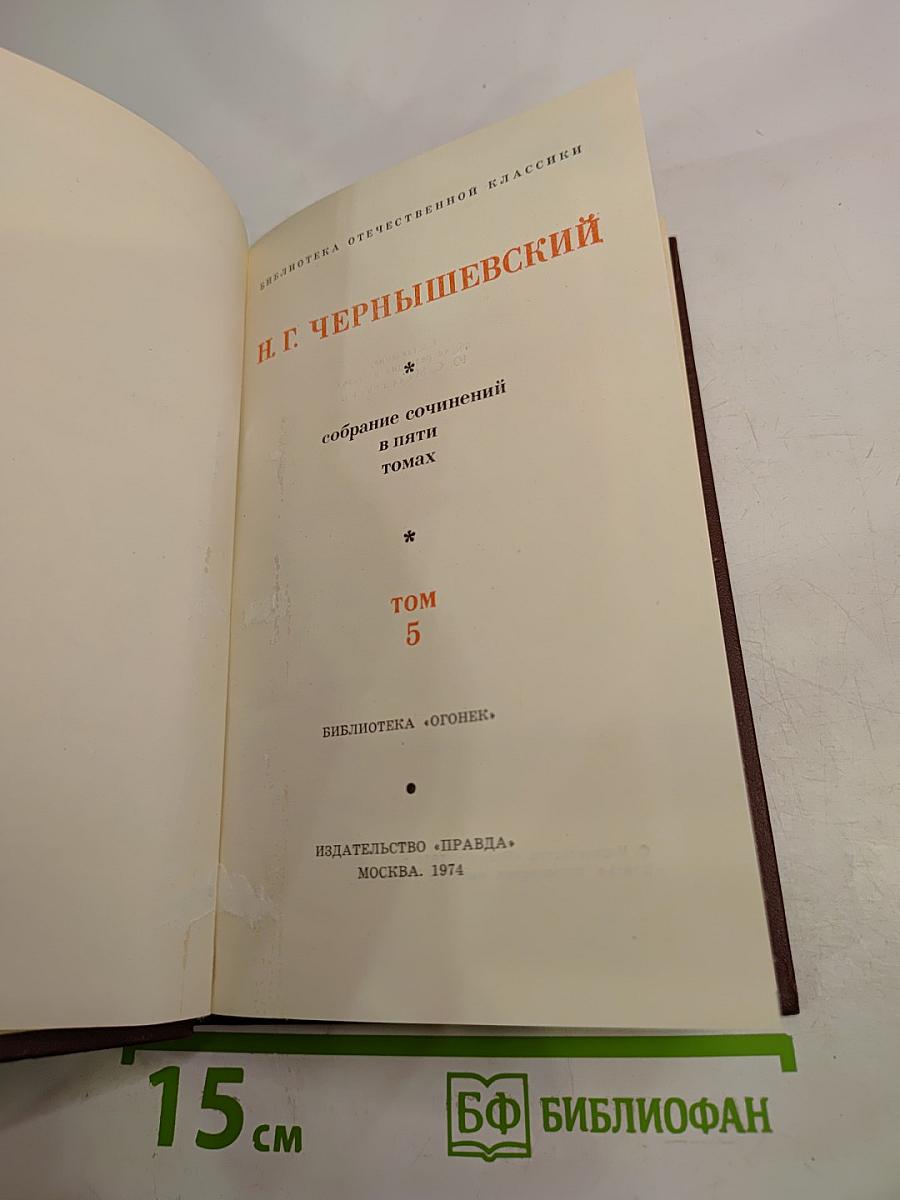 БИБЛИОТЕКА ОТЕЧЕСТВЕННОЙ КЛАССИКИ
Н. Г. ЧЕРНЫШЕВСКИЙ
*
собрание сочинений
в пяти
томах
*
ТОМ
5
БИБЛИОТЕКА «ОГОНЕК»
•
ИЗДАТЕЛЬСТВО «ПРАВДА»
МОСКВА. 1974
15 см
БФ БИБЛИОФАН